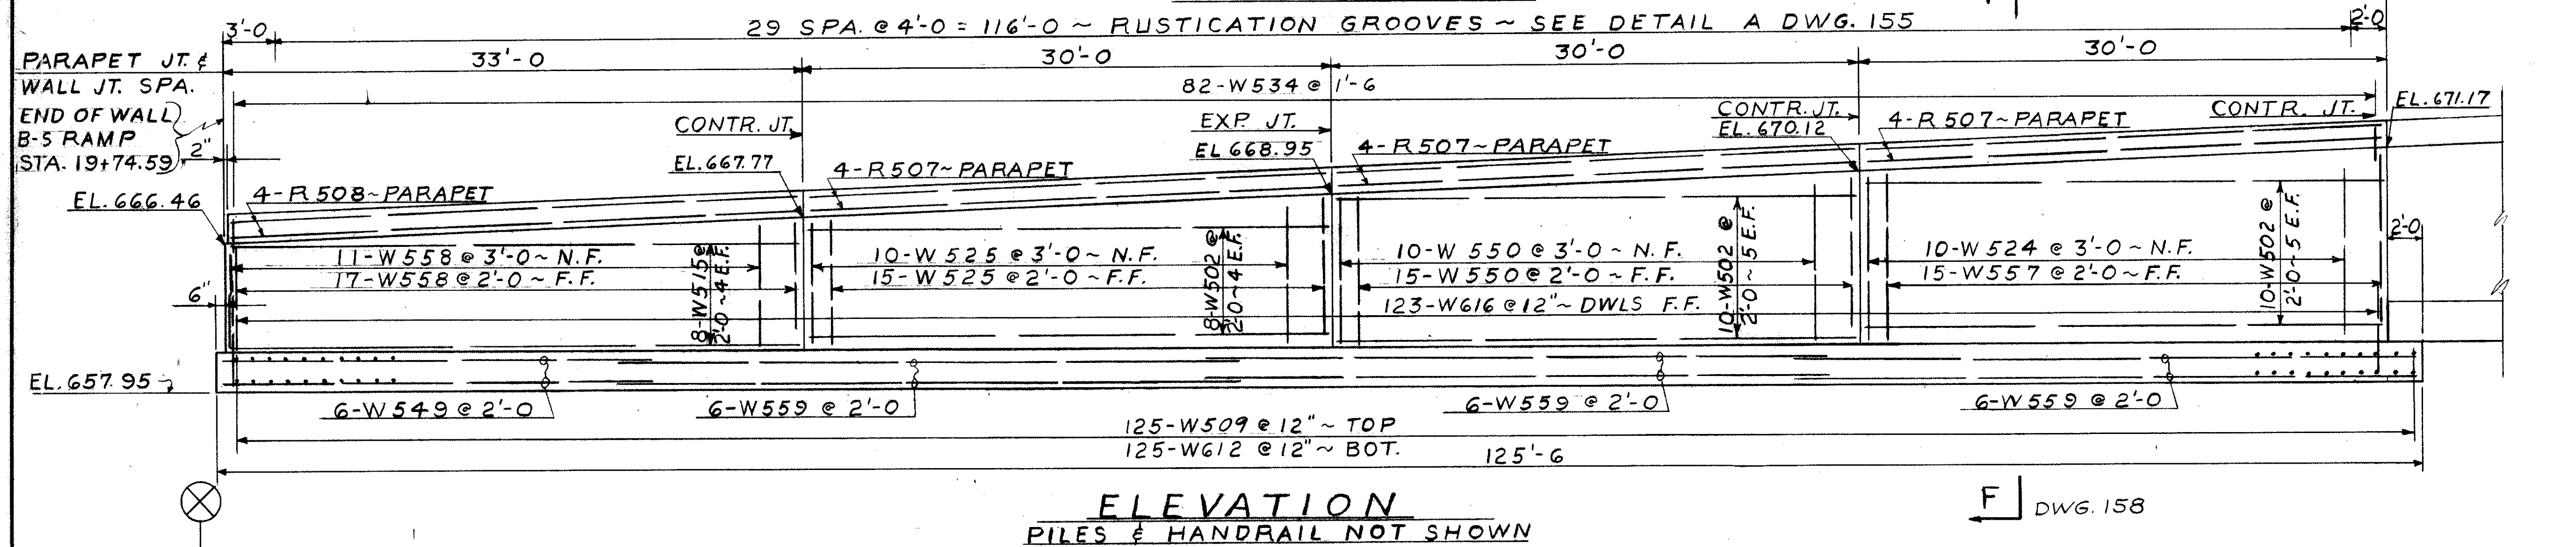 29 SPA. @ 4'-0 = 116'-0 ~ RUSTICATION GROOVES ~ SEE DETAIL A DWG. 155
3'-0
2'-0
PARAPET JT. &
WALL JT. SPA.
33'-0
30'-0
30'-0
30'-0
82-W534 @ 1'-6
END OF WALL
B-5 RAMP
STA. 19+74.59
2"
CONTR. JT.
EXP. JT.
CONTR. JT.
EL. 670.12
CONTR. JT.
EL. 671.17
EL. 667.77
EL 668.95
EL. 666.46
4-R 508~PARAPET
4-R507~PARAPET
4-R507~PARAPET
4-R507~PARAPET
11-W558 @ 3'-0 ~ N.F.
17-W558 @ 2'-0 ~ F.F.
8-W515 @
2'-0~4 E.F.
10-W525 @ 3'-0 ~ N.F.
15-W525 @ 2'-0 ~ F.F.
8-W502 @
2'-0~4 E.F.
10-W550 @ 3'-0 ~ N.F.
15-W550 @ 2'-0 ~ F.F.
123-W616 @ 12" ~ DWLS F.F.
10-W502 @
2'-0~5 E.F.
10-W524 @ 3'-0 ~ N.F.
15-W557 @ 2'-0 ~ F.F.
10-W502 @
2'-0~5 E.F.
2'-0
6"
EL. 657.95
6-W549 @ 2'-0
6-W559 @ 2'-0
6-W559 @ 2'-0
6-W559 @ 2'-0
125-W509 @ 12" ~ TOP
125-W612 @ 12" ~ BOT.
125'-6
ELEVATION
PILES & HANDRAIL NOT SHOWN
F
DWG. 158